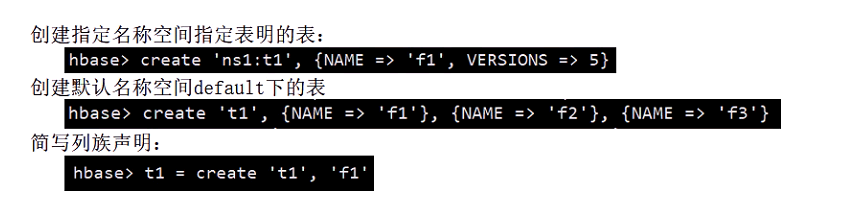 创建指定名称空间指定表明的表：
hbase> create 'ns1:t1', {NAME => 'f1', VERSIONS => 5}
创建默认名称空间default下的表
hbase> create 't1', {NAME => 'f1'}, {NAME => 'f2'}, {NAME => 'f3'}
简写列族声明：
hbase> t1 = create 't1', 'f1'